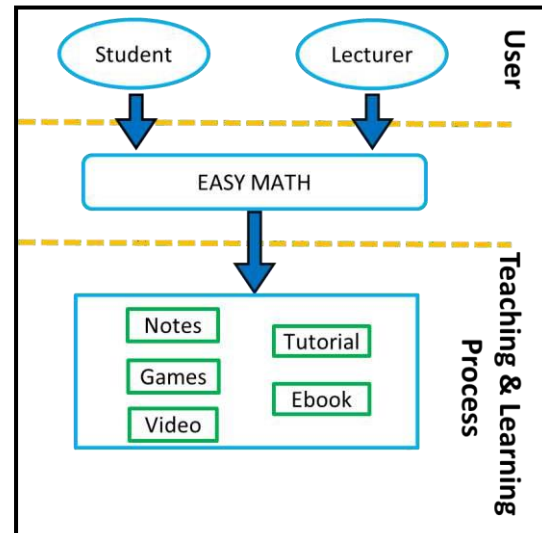 Student
Lecturer
User
EASY MATH
Notes
Tutorial
Games
Ebook
Video
Teaching & Learning
Process